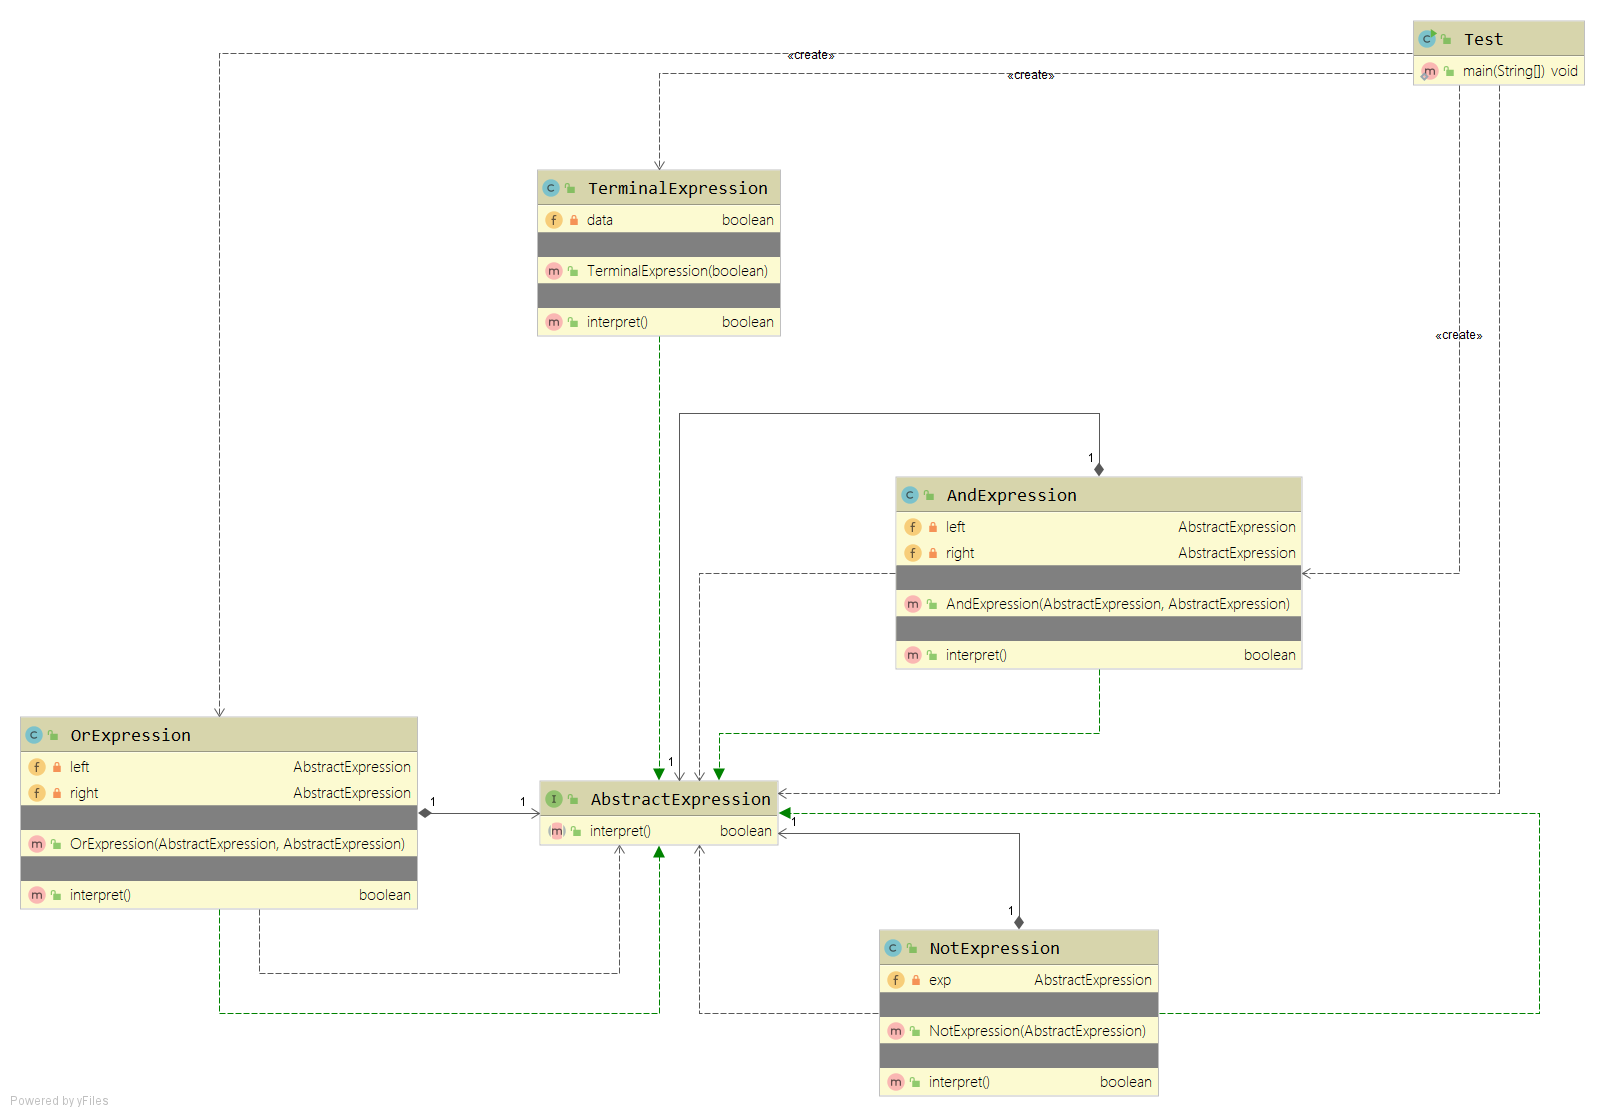 Test
main(String[]) void
«create»
«create»
TerminalExpression
data boolean
TerminalExpression(boolean)
interpret() boolean
«create»
1
AndExpression
left AbstractExpression
right AbstractExpression
AndExpression(AbstractExpression, AbstractExpression)
interpret() boolean
OrExpression
left AbstractExpression
right AbstractExpression
OrExpression(AbstractExpression, AbstractExpression)
interpret() boolean
1
1
1
AbstractExpression
interpret() boolean
1
1
NotExpression
exp AbstractExpression
NotExpression(AbstractExpression)
interpret() boolean
Powered by yFiles